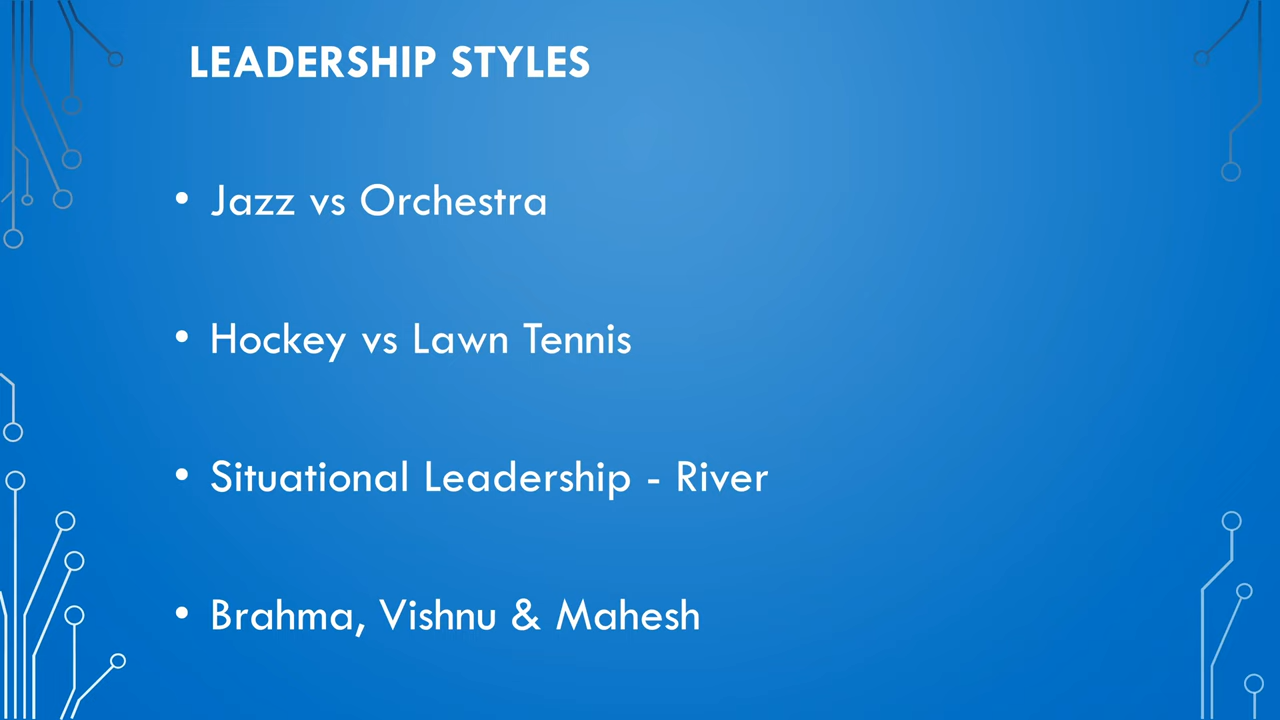 LEADERSHIP STYLES
• Jazz vs Orchestra
• Hockey vs Lawn Tennis
• Situational Leadership - River
• Brahma, Vishnu & Mahesh